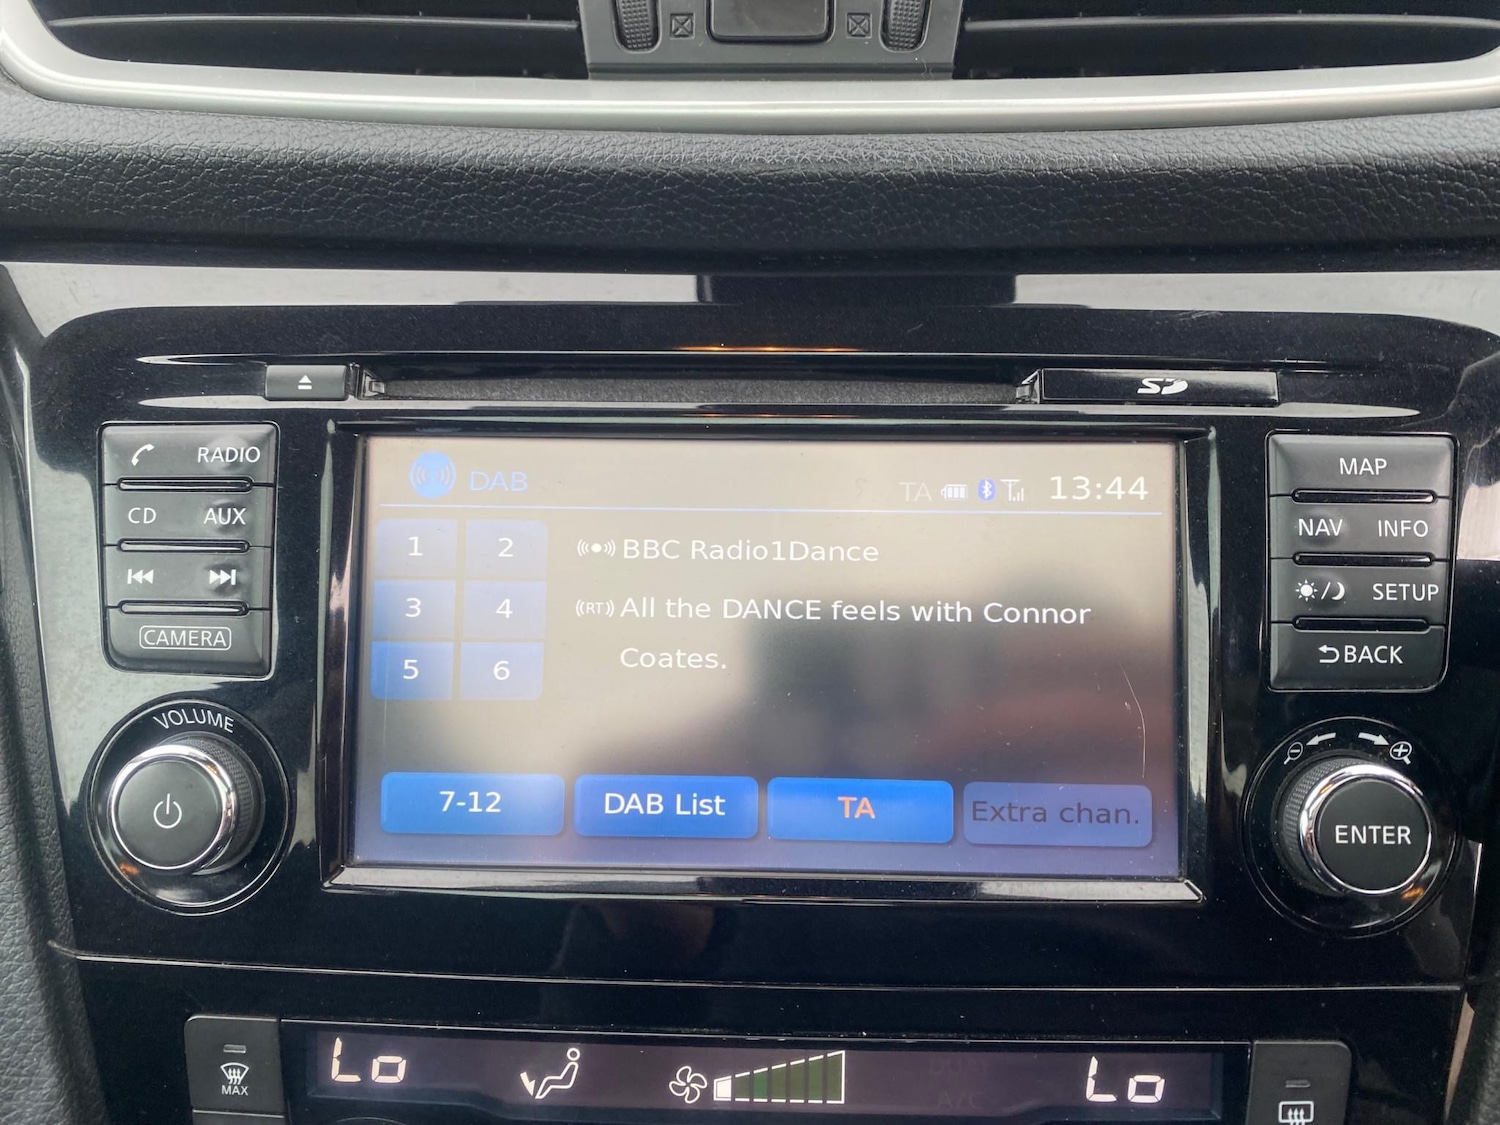 SD
RADIO
CD AUX
CAMERA
VOLUME
DAB
TA 13:44
1 2
3 4
5 6
BBC Radio1Dance
(RT) All the DANCE feels with Connor
Coates.
7-12 DAB List TA Extra chan.
MAP
NAV INFO
SETUP
BACK
ENTER
MAX
Lo Lo
A/C